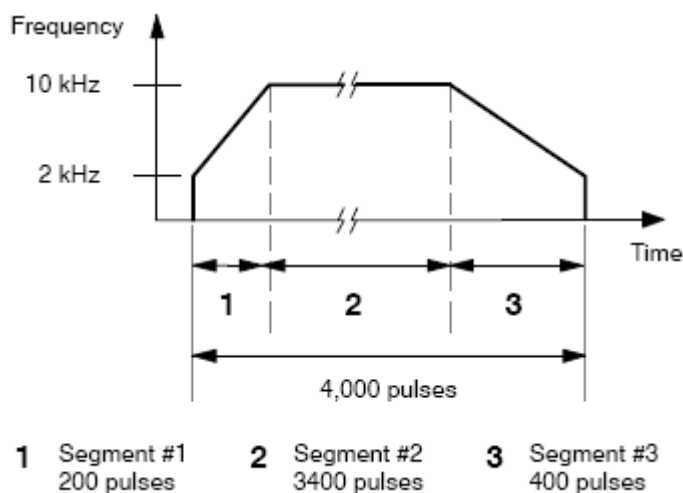 Frequency
10 kHz
2 kHz
Time
1
2
3
4,000 pulses
1 Segment #1
200 pulses
2 Segment #2
3400 pulses
3 Segment #3
400 pulses